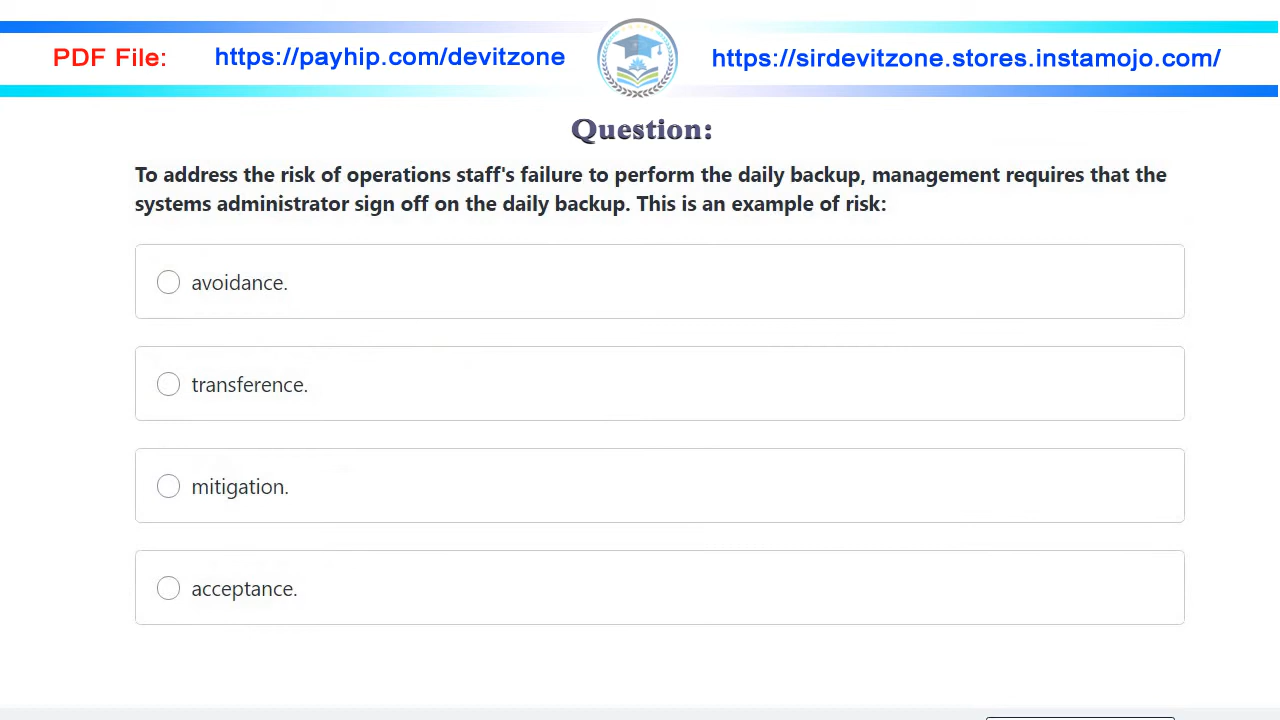 PDF File:
https://payhip.com/devitzone
https://sirdevitzone.stores.instamojo.com/
Question:
To address the risk of operations staff's failure to perform the daily backup, management requires that the
systems administrator sign off on the daily backup. This is an example of risk:
avoidance.
transference.
mitigation.
acceptance.